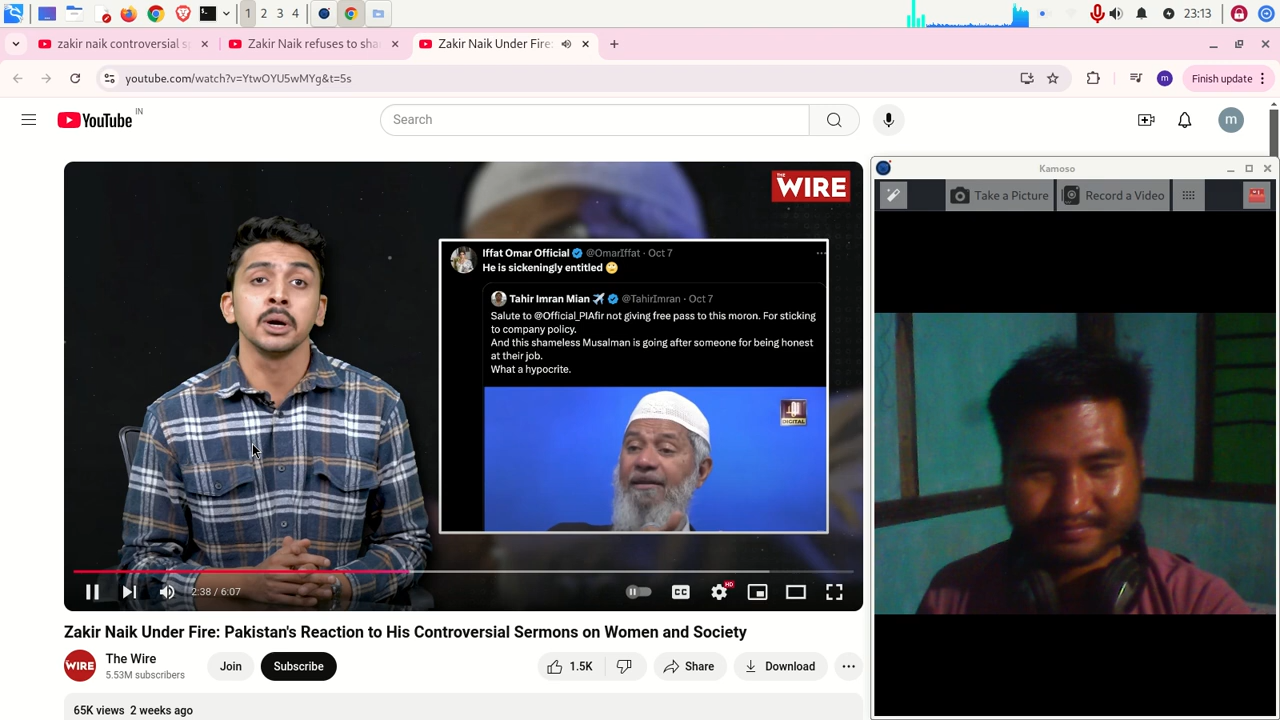 1 2 3 4
23:13
zakir naik controversial s
Zakir Naik refuses to sha
Zakir Naik Under Fire:
youtube.com/watch?v=YtwOYU5wMYg&t=5s
m
Finish update
YouTube
IN
Search
m
THE
WIRE
Iffat Omar Official @OmarIffat · Oct 7
He is sickeningly entitled 🙄
Tahir Imran Mian ✈️ @TahirImran · Oct 7
Salute to @Official_PIAfir not giving free pass to this moron. For sticking
to company policy.
And this shameless Musalman is going after someone for being honest
at their job.
What a hypocrite.
DIGITAL
2:38 / 6:07
CC
HD
Kamoso
Take a Picture
Record a Video
Zakir Naik Under Fire: Pakistan's Reaction to His Controversial Sermons on Women and Society
WIRE
The Wire
5.53M subscribers
Join
Subscribe
1.5K
Share
Download
65K views 2 weeks ago